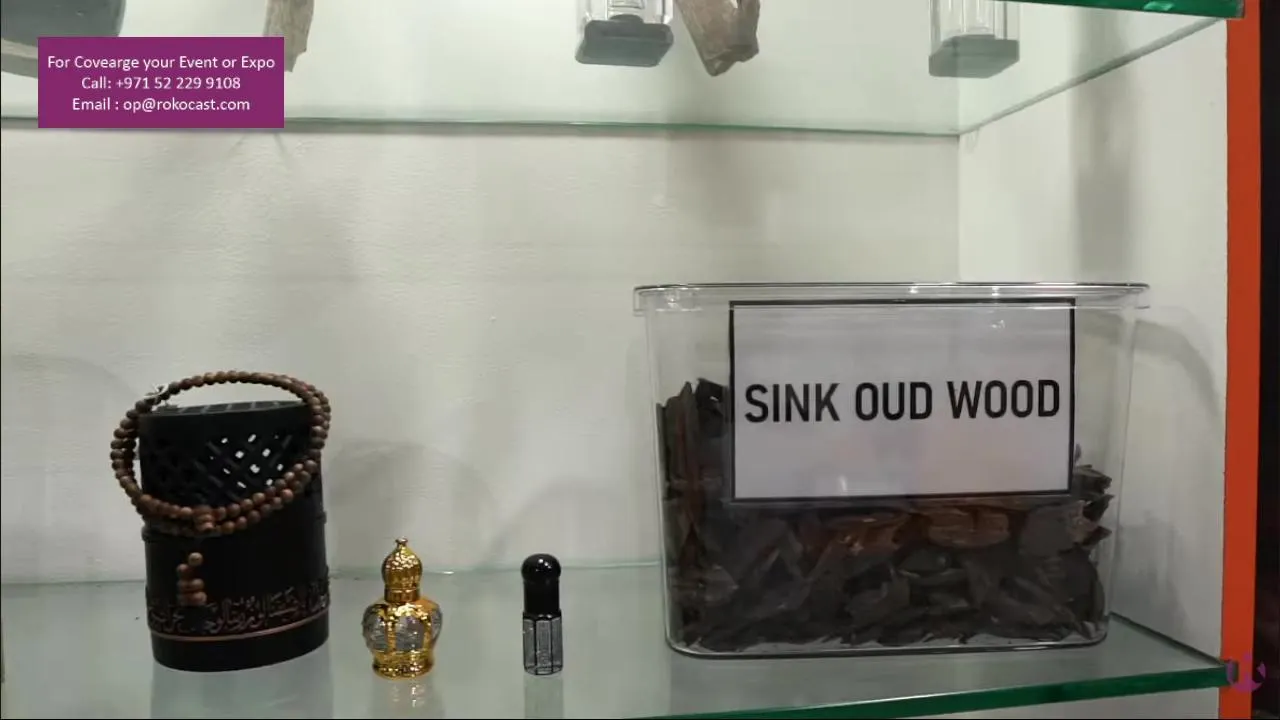 For Covearge your Event or Expo
Call: +971 52 229 9108
Email : op@rokocast.com
SINK OUD WOOD